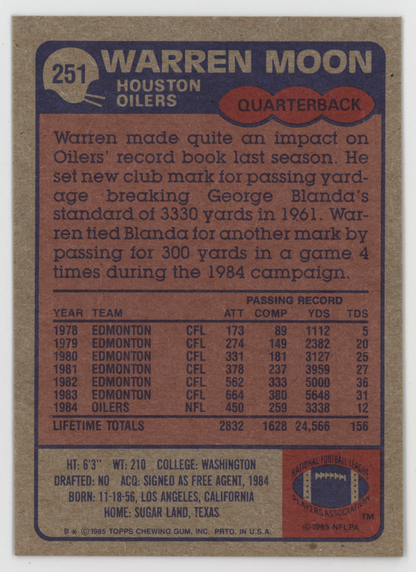 251
WARREN MOON
HOUSTON
OILERS
QUARTERBACK
Warren made quite an impact on
Oilers' record book last season. He
set new club mark for passing yard-
age breaking George Blanda's
standard of 3330 yards in 1961. War-
ren tied Blanda for another mark by
passing for 300 yards in a game 4
times during the 1984 campaign.
PASSING RECORD
YEAR TEAM ATT COMP YDS TDS
1978 EDMONTON CFL 173 89 1112 5
1979 EDMONTON CFL 274 149 2382 20
1980 EDMONTON CFL 331 181 3127 25
1981 EDMONTON CFL 378 237 3959 27
1982 EDMONTON CFL 562 333 5000 36
1983 EDMONTON CFL 664 380 5648 31
1984 OILERS NFL 450 259 3338 12
LIFETIME TOTALS 2832 1628 24,566 156
HT: 6'3" WT: 210 COLLEGE: WASHINGTON
DRAFTED: NO ACQ: SIGNED AS FREE AGENT, 1984
BORN: 11-18-56, LOS ANGELES, CALIFORNIA
HOME: SUGAR LAND, TEXAS
B* ©1985 TOPPS CHEWING GUM, INC. PRTD. IN U.S.A.
NATIONAL FOOTBALL LEAGUE
PLAYERS ASSOCIATION
TM
©1985 NFLPA